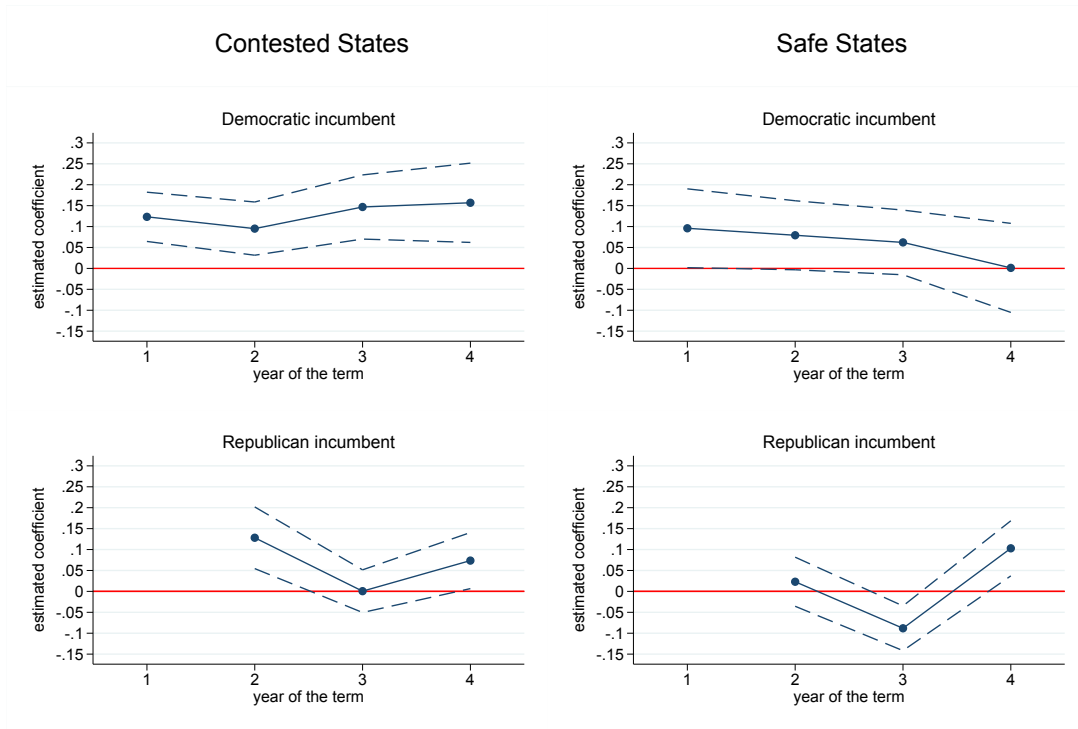 Contested States
Safe States
Democratic incumbent
.3
.25
.2
.15
.1
.05
0
-.05
-.1
-.15
estimated coefficient
1 2 3 4
year of the term
Democratic incumbent
.3
.25
.2
.15
.1
.05
0
-.05
-.1
-.15
estimated coefficient
1 2 3 4
year of the term
Republican incumbent
.3
.25
.2
.15
.1
.05
0
-.05
-.1
-.15
estimated coefficient
1 2 3 4
year of the term
Republican incumbent
.3
.25
.2
.15
.1
.05
0
-.05
-.1
-.15
estimated coefficient
1 2 3 4
year of the term